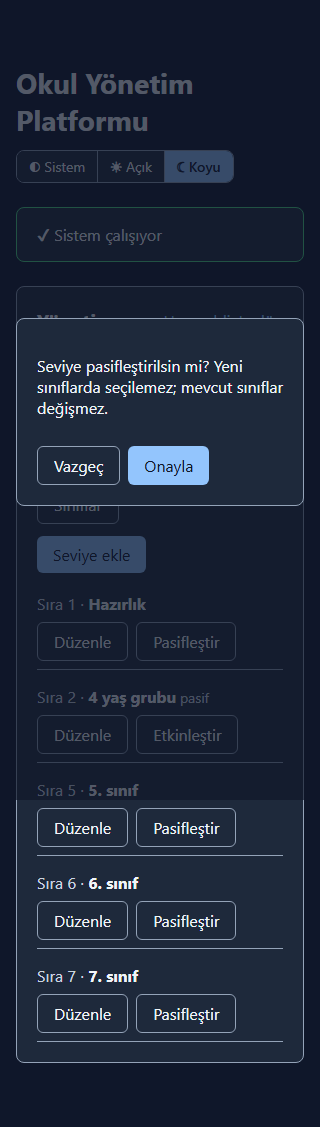 Okul Yönetim
Platformu
Sistem
Açık
Koyu
✓ Sistem çalışıyor
Seviye pasifleştirilsin mi? Yeni
sınıflarda seçilemez; mevcut sınıflar
değişmez.
Vazgeç
Onayla
Sınıflar
Seviye ekle
Sıra 1 · Hazırlık
Düzenle
Pasifleştir
Sıra 2 · 4 yaş grubu pasif
Düzenle
Etkinleştir
Sıra 5 · 5. sınıf
Düzenle
Pasifleştir
Sıra 6 · 6. sınıf
Düzenle
Pasifleştir
Sıra 7 · 7. sınıf
Düzenle
Pasifleştir